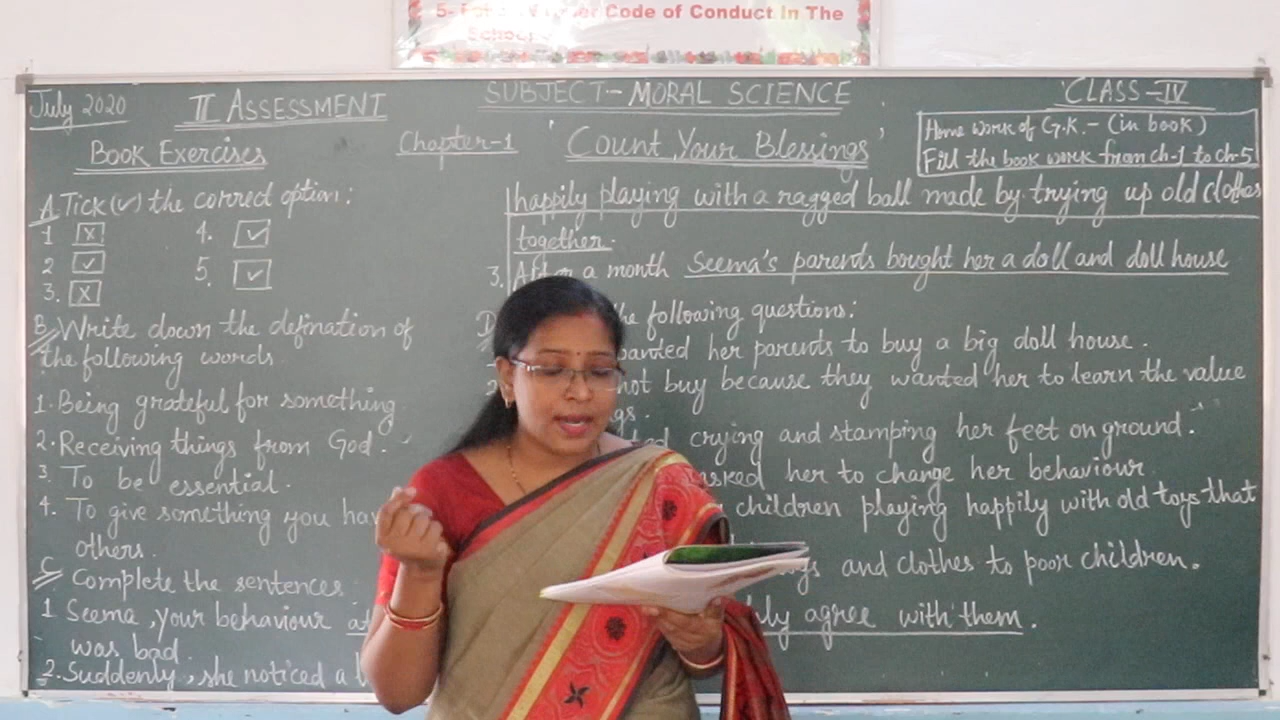 Code of Conduct In The
July 2020
II ASSESSMENT
SUBJECT - MORAL SCIENCE
CLASS-IV
Home work of G.K. - (in book)
Fill the book work from ch-1 to ch-5
Book Exercises
Chapter-1
' Count Your Blessings '
A Tick (✓) the correct option:
1 ☒ 4. ☑
2 ☑ 5. ☑
3. ☒
B. Write down the defination of
the following words.
1. Being grateful for something
2. Receiving things from God.
3. To be essential.
4. To give something you
others.
C. Complete the sentences
1 Seema, your behaviour
was bad
2. Suddenly, she noticed a
happily playing with a ragged ball made by trying up old clothes
together.
3. After a month Seema's parents bought her a doll and doll house
D the following questions:
wanted her parents to buy a big doll house.
not buy because they wanted her to learn the value
crying and stamping her feet on ground.
asked her to change her behaviour
children playing happily with old toys that
and clothes to poor children.
agree with them.